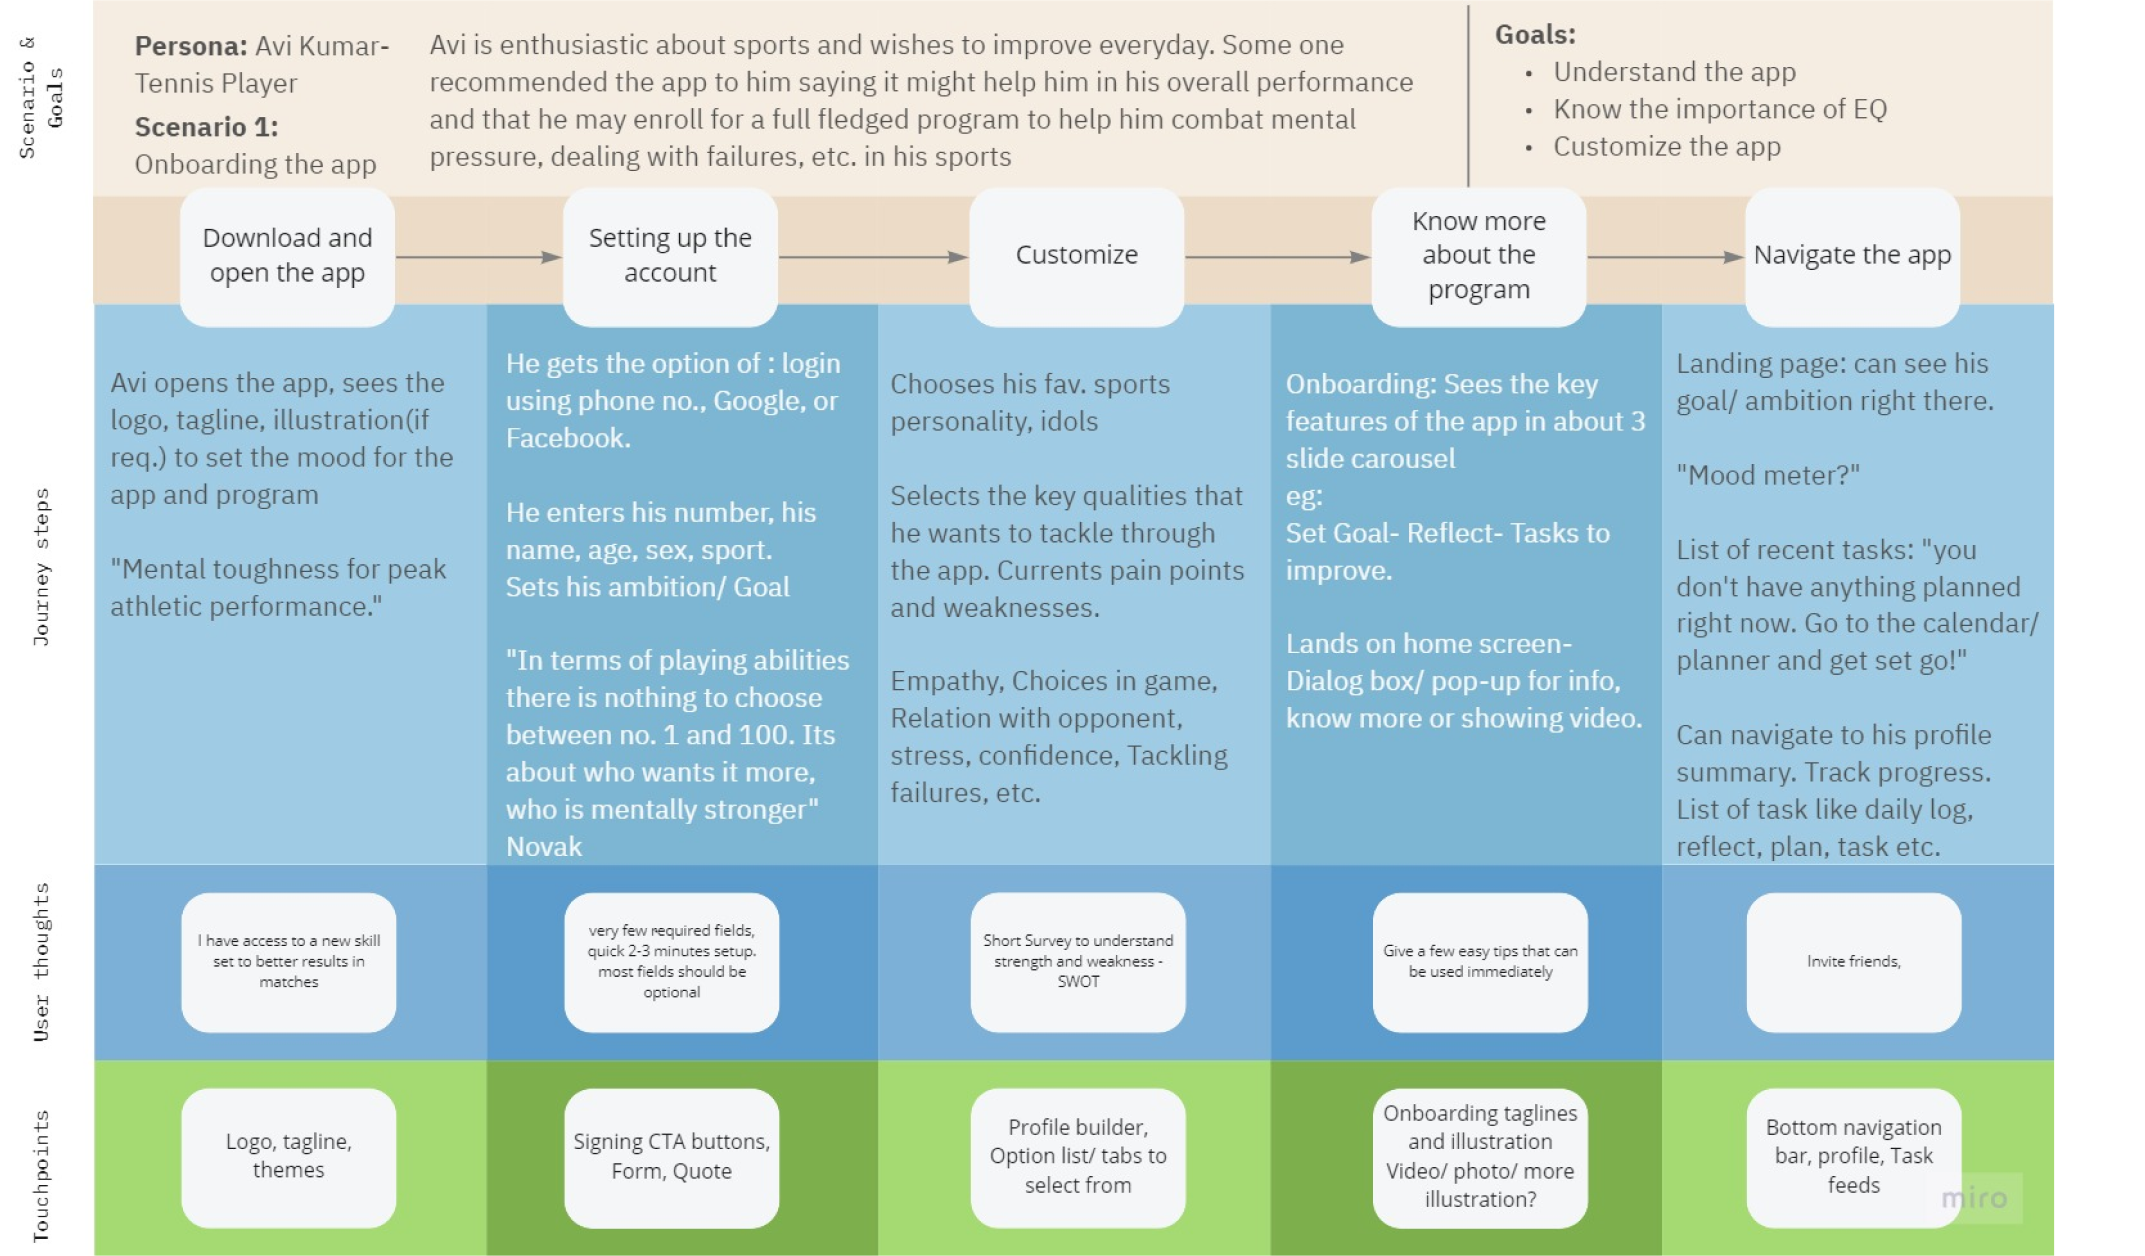 Scenario &
Goals
Persona: Avi Kumar-
Tennis Player
Scenario 1:
Onboarding the app
Avi is enthusiastic about sports and wishes to improve everyday. Some one
recommended the app to him saying it might help him in his overall performance
and that he may enroll for a full fledged program to help him combat mental
pressure, dealing with failures, etc. in his sports
Goals:
• Understand the app
• Know the importance of EQ
• Customize the app
Download and
open the app
Setting up the
account
Customize
Know more
about the
program
Navigate the app
Journey steps
Avi opens the app, sees the
logo, tagline, illustration(if
req.) to set the mood for the
app and program
"Mental toughness for peak
athletic performance."
He gets the option of : login
using phone no., Google, or
Facebook.
He enters his number, his
name, age, sex, sport.
Sets his ambition/ Goal
"In terms of playing abilities
there is nothing to choose
between no. 1 and 100. Its
about who wants it more,
who is mentally stronger"
Novak
Chooses his fav. sports
personality, idols
Selects the key qualities that
he wants to tackle through
the app. Currents pain points
and weaknesses.
Empathy, Choices in game,
Relation with opponent,
stress, confidence, Tackling
failures, etc.
Onboarding: Sees the key
features of the app in about 3
slide carousel
eg:
Set Goal- Reflect- Tasks to
improve.
Lands on home screen-
Dialog box/ pop-up for info,
know more or showing video.
Landing page: can see his
goal/ ambition right there.
"Mood meter?"
List of recent tasks: "you
don't have anything planned
right now. Go to the calendar/
planner and get set go!"
Can navigate to his profile
summary. Track progress.
List of task like daily log,
reflect, plan, task etc.
User thoughts
I have access to a new skill
set to better results in
matches
very few required fields,
quick 2-3 minutes setup.
most fields should be
optional
Short Survey to understand
strength and weakness -
SWOT
Give a few easy tips that can
be used immediately
Invite friends,
Touchpoints
Logo, tagline,
themes
Signing CTA buttons,
Form, Quote
Profile builder,
Option list/ tabs to
select from
Onboarding taglines
and illustration
Video/ photo/ more
illustration?
Bottom navigation
bar, profile, Task
feeds
miro